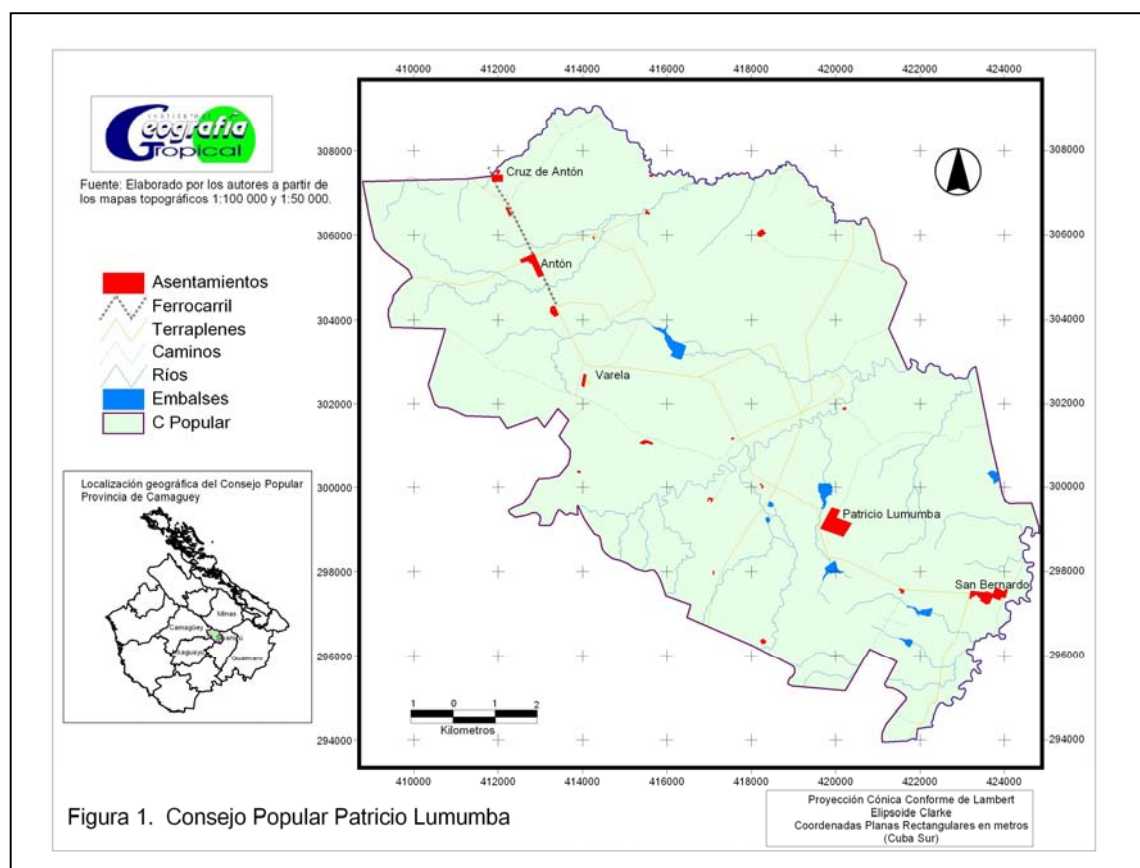 INSTITUTO DE
Geografía
Tropical
Fuente: Elaborado por los autores a partir de
los mapas topográficos 1:100 000 y 1:50 000.
Asentamientos
Ferrocarril
Terraplenes
Caminos
Ríos
Embalses
C Popular
Localización geográfica del Consejo Popular
Provincia de Camaguey
Minas
Camagüey
410000 412000 414000 416000 418000 420000 422000 424000
308000 308000
306000 306000
304000 304000
302000 302000
300000 300000
298000 298000
296000 296000
294000 294000
410000 412000 414000 416000 418000 420000 422000 424000
Cruz de Antón
Antón
Varela
Patricio Lumumba
San Bernardo
1 0 1 2
Kilometros
Figura 1. Consejo Popular Patricio Lumumba
Proyección Cónica Conforme de Lambert
Elipsoide Clarke
Coordenadas Planas Rectangulares en metros
(Cuba Sur)